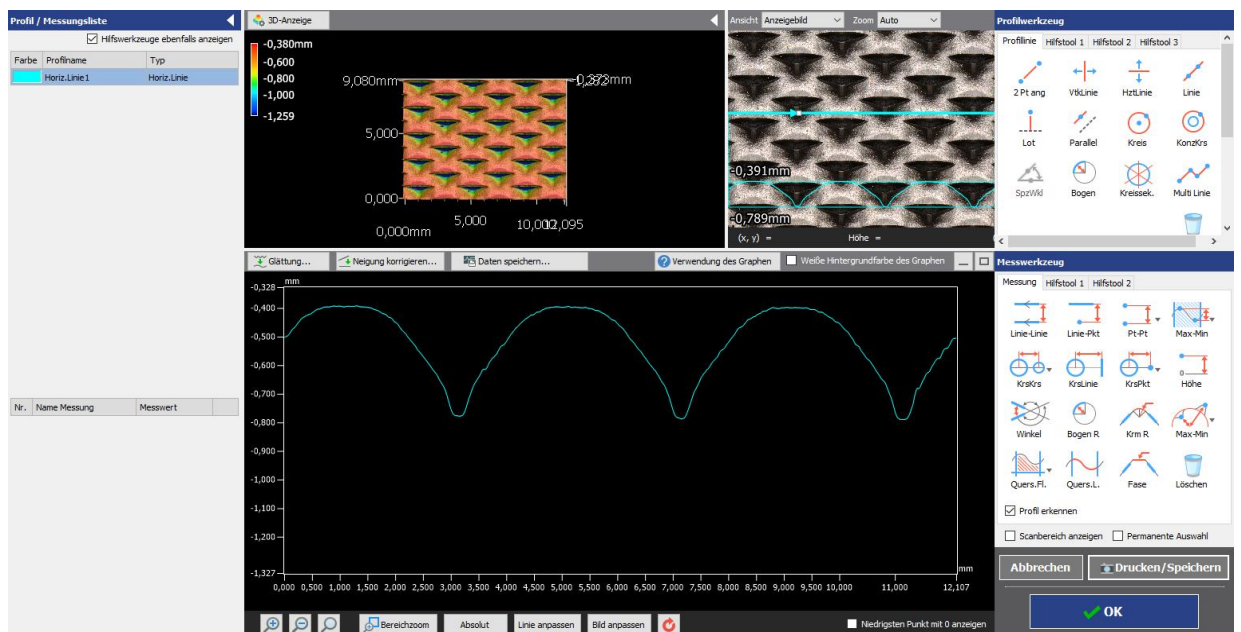 Profil / Messungsliste
Hilfswerkzeuge ebenfalls anzeigen
Farbe Profilname Typ
Horiz.Linie1 Horiz.Linie
Nr. Name Messung Messwert
3D-Anzeige
-0,380mm
-0,600
-0,800
-1,000
-1,259
9,080mm
5,000
0,000
0,000mm
5,000
Ansicht Anzeigebild Zoom Auto
-0,391mm
-0,789mm
(x, y) = Höhe =
Glättung... Neigung korrigieren... Daten speichern... Verwendung des Graphen Weiße Hintergrundfarbe des Graphen
mm
-0,328
-0,400
-0,500
-0,600
-0,700
-0,800
-0,900
-1,000
-1,100
-1,200
-1,327
mm
0,000 0,500 1,000 1,500 2,000 2,500 3,000 3,500 4,000 4,500 5,000 5,500 6,000 6,500 7,000 7,500 8,000 8,500 9,000 9,500 10,000 11,000 12,107
Bereichzoom Absolut Linie anpassen Bild anpassen Niedrigsten Punkt mit 0 anzeigen
Profilwerkzeug
Profillinie Hilfstool 1 Hilfstool 2 Hilfstool 3
2 Pt ang VtkLinie HztLinie Linie
Lot Parallel Kreis KonzKrs
SpzWkl Bogen Kreissek. Multi Linie
Messwerkzeug
Messung Hilfstool 1 Hilfstool 2
Linie-Linie Linie-Pkt Pt-Pt Max-Min
KrsKrs KrsLinie KrsPkt Höhe
Winkel Bogen R Krm R Max-Min
Quers.Fl. Quers.L. Fase Löschen
Profil erkennen
Scanbereich anzeigen Permanente Auswahl
Abbrechen Drucken/Speichern
OK